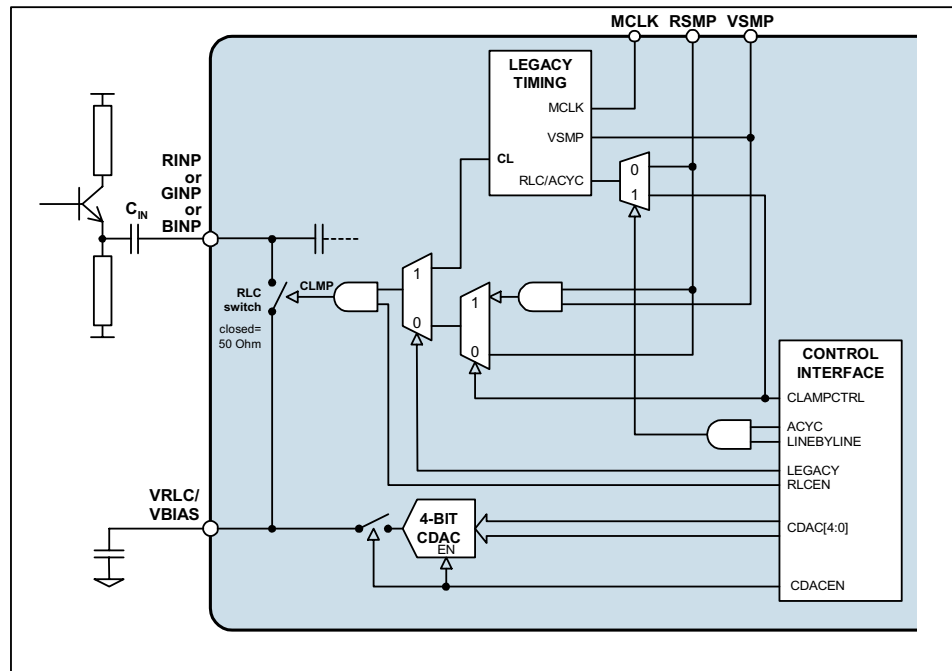 MCLK RSMP VSMP
LEGACY
TIMING
MCLK
VSMP
CL
RLC/ACYC
0
1
RINP
or
GINP
or
BINP
CIN
RLC
switch
closed=
50 Ohm
CLMP
1
0
1
0
CONTROL
INTERFACE
CLAMPCTRL
ACYC
LINEBYLINE
LEGACY
RLCEN
CDAC[4:0]
CDACEN
VRLC/
VBIAS
4-BIT
CDAC
EN